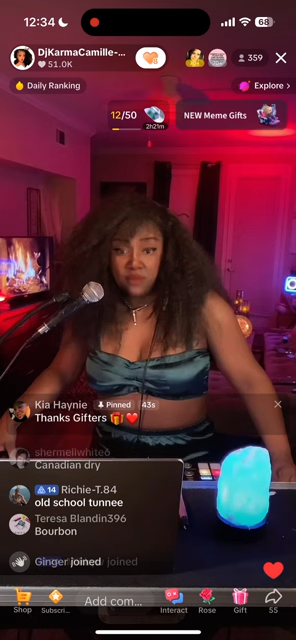 12:34
68
DjKarmaCamille-...
51.0K
359
Daily Ranking
Explore >
12/50
2h21m
NEW Meme Gifts
Kia Haynie Pinned 43s
Thanks Gifters 🎁❤️
shermellwhite6
Canadian dry
14 Richie-T.84
old school tunnee
Teresa Blandin396
Bourbon
Ginger joined
Shop
Subscri...
Add com...
Interact
Rose
Gift
55